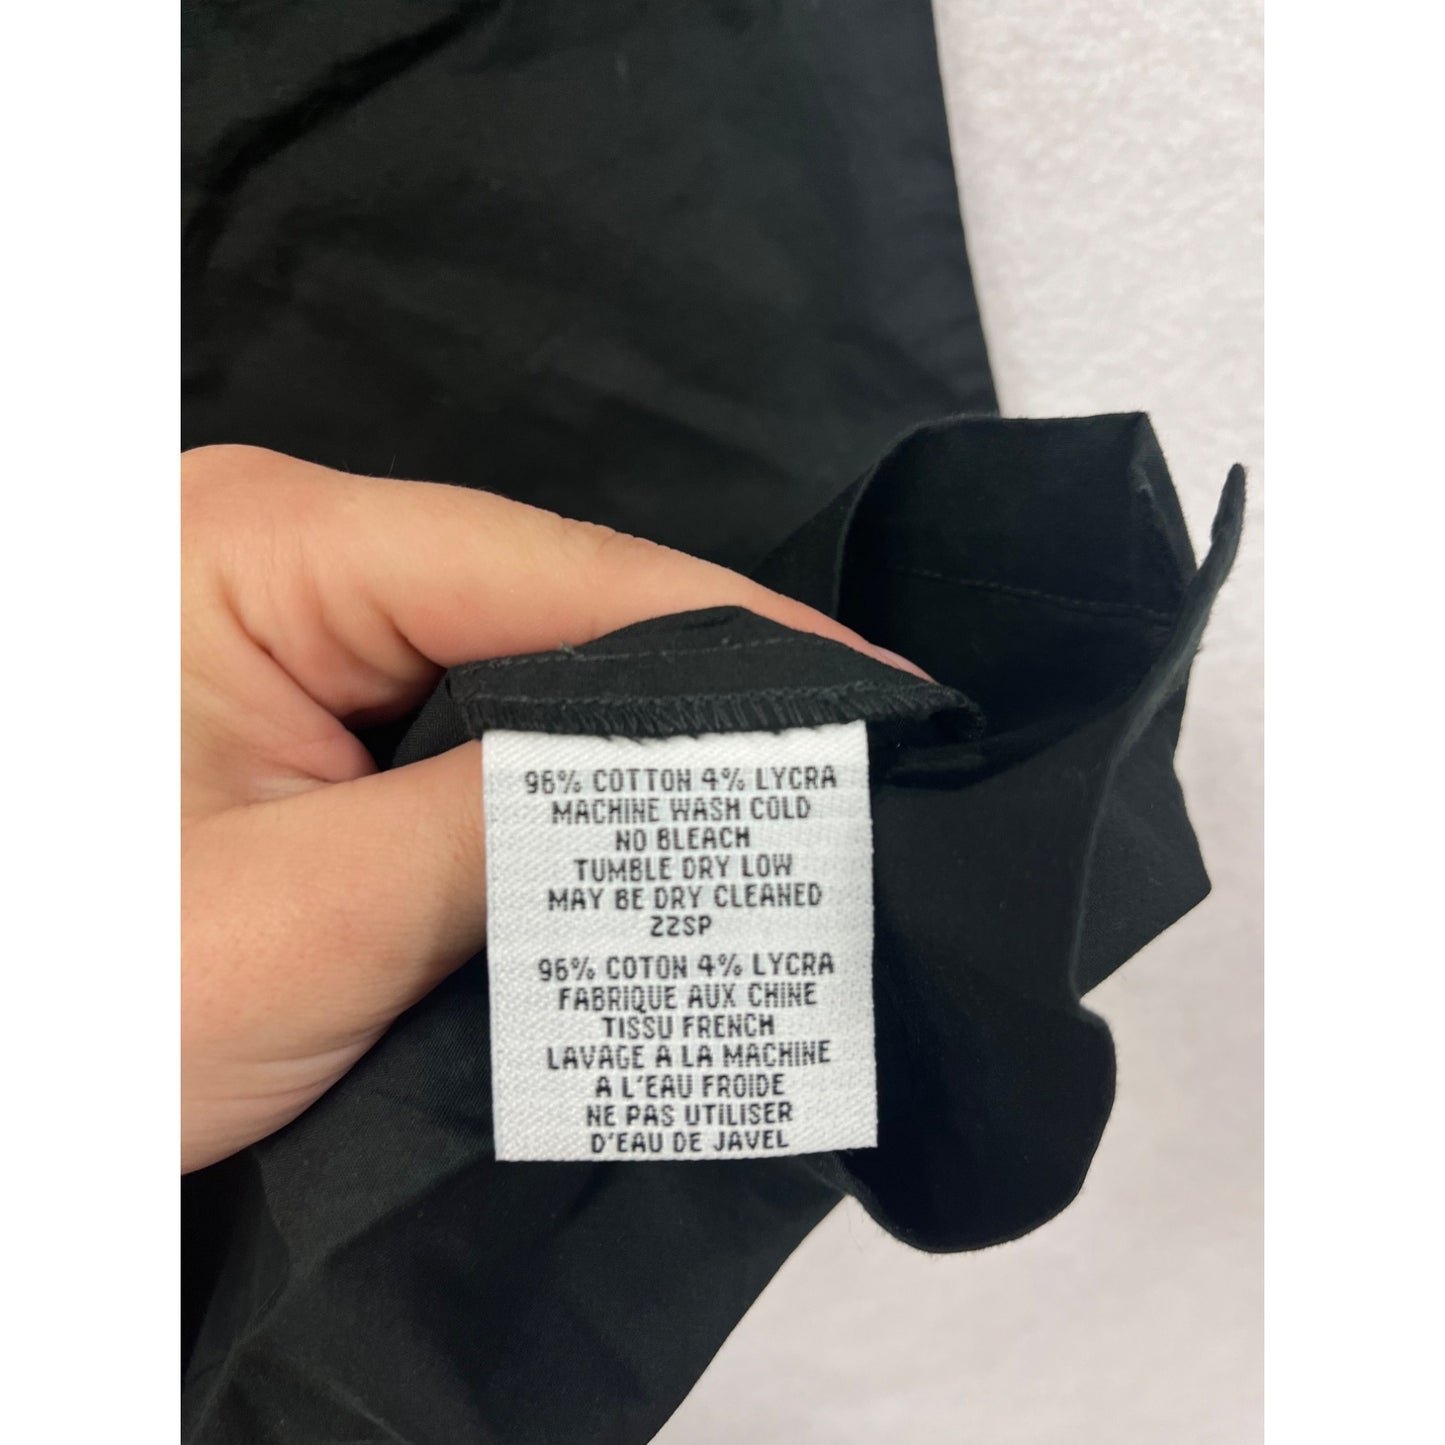 96% COTTON 4% LYCRA
MACHINE WASH COLD
NO BLEACH
TUMBLE DRY LOW
MAY BE DRY CLEANED
22SP
96% COTON 4% LYCRA
FABRIQUE AUX CHINE
TISSU FRENCH
LAVAGE A LA MACHINE
A L'EAU FROIDE
NE PAS UTILISER
D'EAU DE JAVEL